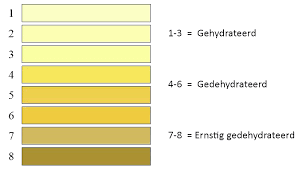 1
2
3
4
5
6
7
8
1-3 = Gehydrateerd
4-6 = Gedehydrateerd
7-8 = Ernstig gedehydrateerd